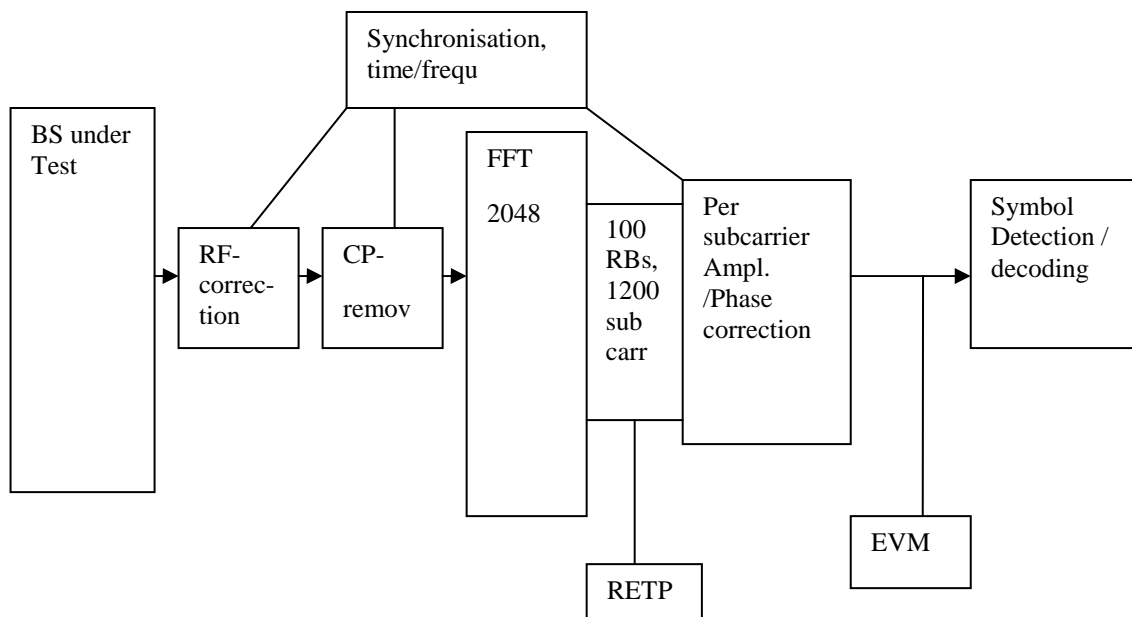 Synchronisation,
time/frequ
BS under
Test
RF-
correc-
tion
CP-
remov
FFT
2048
100
RBs,
1200
sub
carr
Per
subcarrier
Ampl.
/Phase
correction
Symbol
Detection /
decoding
EVM
RETP